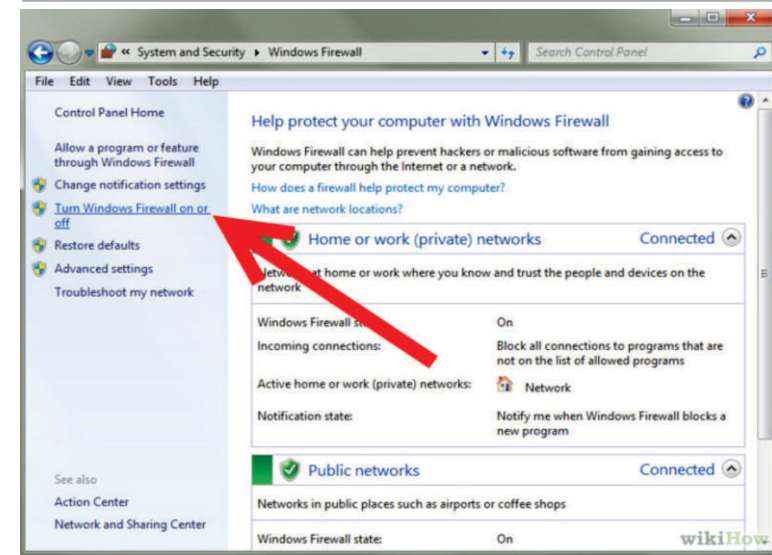 « System and Security ▸ Windows Firewall
Search Control Panel
File Edit View Tools Help
Control Panel Home
Allow a program or feature
through Windows Firewall
Change notification settings
Turn Windows Firewall on or
off
Restore defaults
Advanced settings
Troubleshoot my network
See also
Action Center
Network and Sharing Center
Help protect your computer with Windows Firewall
Windows Firewall can help prevent hackers or malicious software from gaining access to
your computer through the Internet or a network.
How does a firewall help protect my computer?
What are network locations?
Home or work (private) networks Connected
at home or work where you know and trust the people and devices on the
network
Windows Firewall On
Incoming connections: Block all connections to programs that are
not on the list of allowed programs
Active home or work (private) networks: Network
Notification state: Notify me when Windows Firewall blocks a
new program
Public networks Connected
Networks in public places such as airports or coffee shops
Windows Firewall state: On
wikiHow